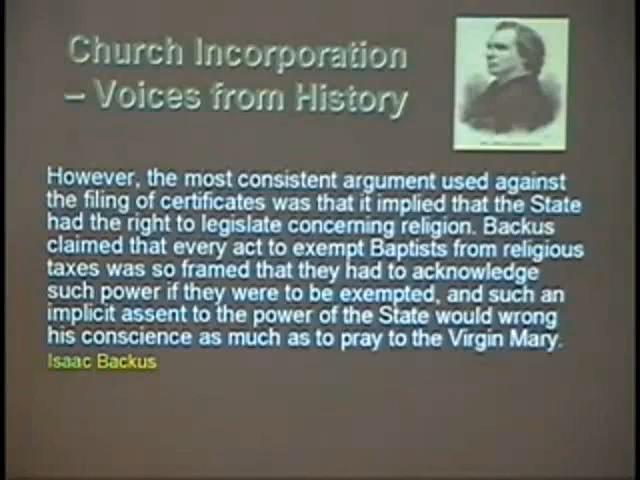 Church Incorporation
– Voices from History
However, the most consistent argument used against
the filing of certificates was that it implied that the State
had the right to legislate concerning religion. Backus
claimed that every act to exempt Baptists from religious
taxes was so framed that they had to acknowledge
such power if they were to be exempted, and such an
implicit assent to the power of the State would wrong
his conscience as much as to pray to the Virgin Mary.
Isaac Backus